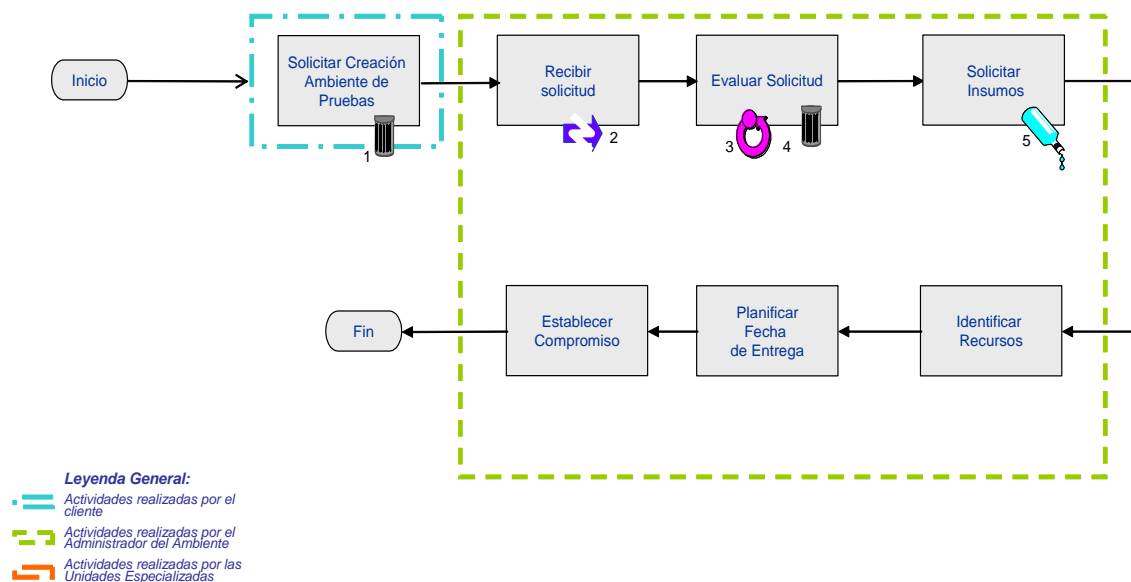 Inicio
Solicitar Creación
Ambiente de
Pruebas
1
Recibir
solicitud
2
Evaluar Solicitud
3
4
Solicitar
Insumos
5
Fin
Establecer
Compromiso
Planificar
Fecha
de Entrega
Identificar
Recursos
Leyenda General:
Actividades realizadas por el
cliente
Actividades realizadas por el
Administrador del Ambiente
Actividades realizadas por las
Unidades Especializadas